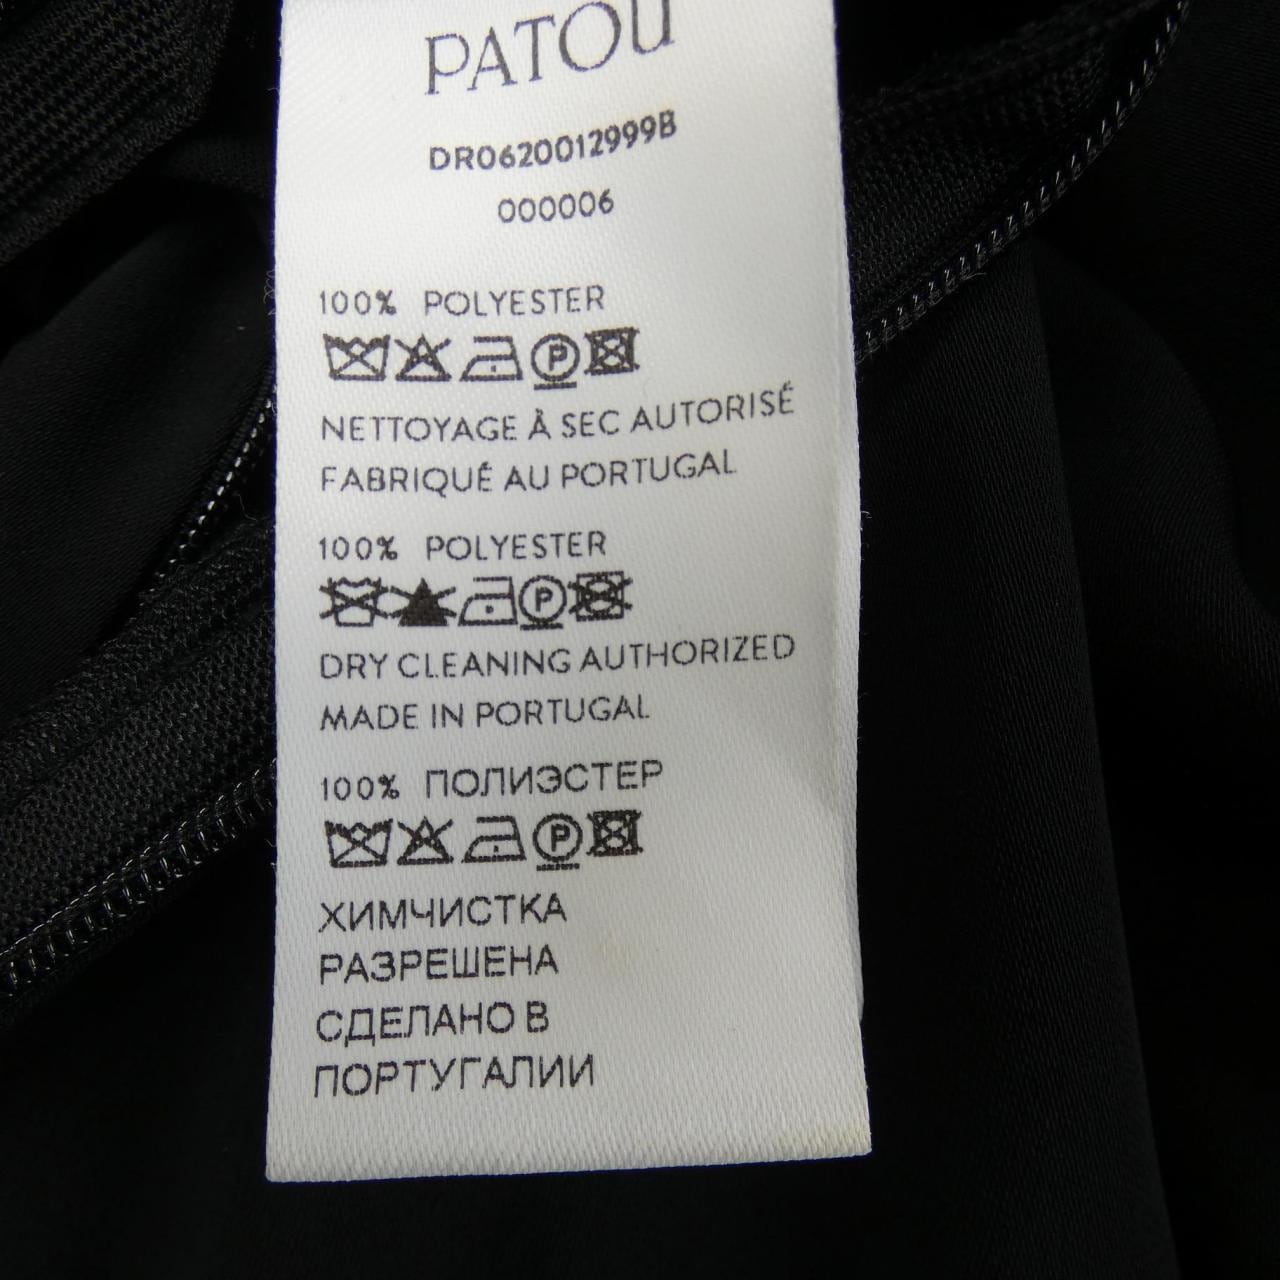 PATOU
DR0620012999B
000006
100% POLYESTER
NETTOYAGE À SEC AUTORISÉ
FABRIQUÉ AU PORTUGAL
100% POLYESTER
DRY CLEANING AUTHORIZED
MADE IN PORTUGAL
100% ПОЛИЭСТЕР
ХИМЧИСТКА
РАЗРЕШЕНА
СДЕЛАНО В
ПОРТУГАЛИИ